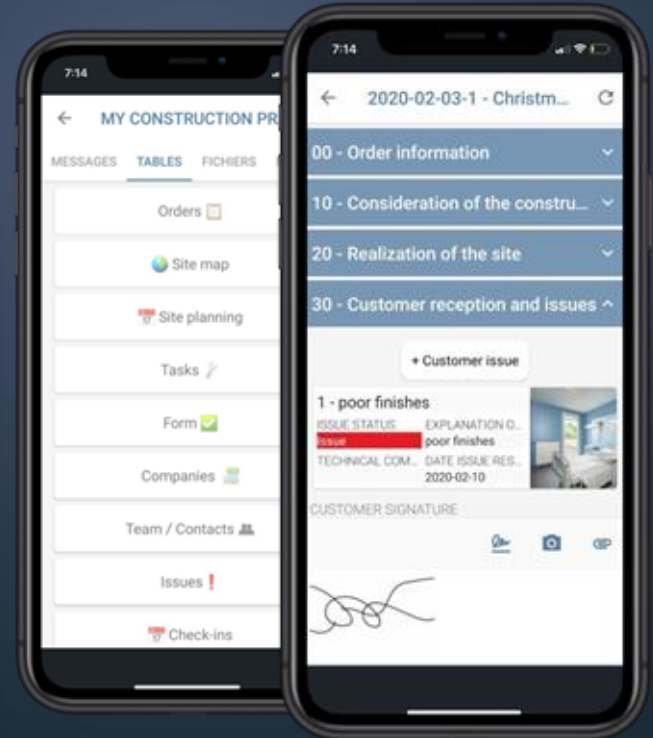 7:14
MY CONSTRUCTION PR
MESSAGES TABLES FICHIERS
Orders
Site map
Site planning
Tasks
Form
Companies
Team / Contacts
Issues
Check-ins
7:14
2020-02-03-1 - Christm...
00 - Order information
10 - Consideration of the constru...
20 - Realization of the site
30 - Customer reception and issues
+ Customer issue
1 - poor finishes
ISSUE STATUS EXPLANATION O...
Issue poor finishes
TECHNICAL COM... DATE ISSUE RES...
2020-02-10
CUSTOMER SIGNATURE